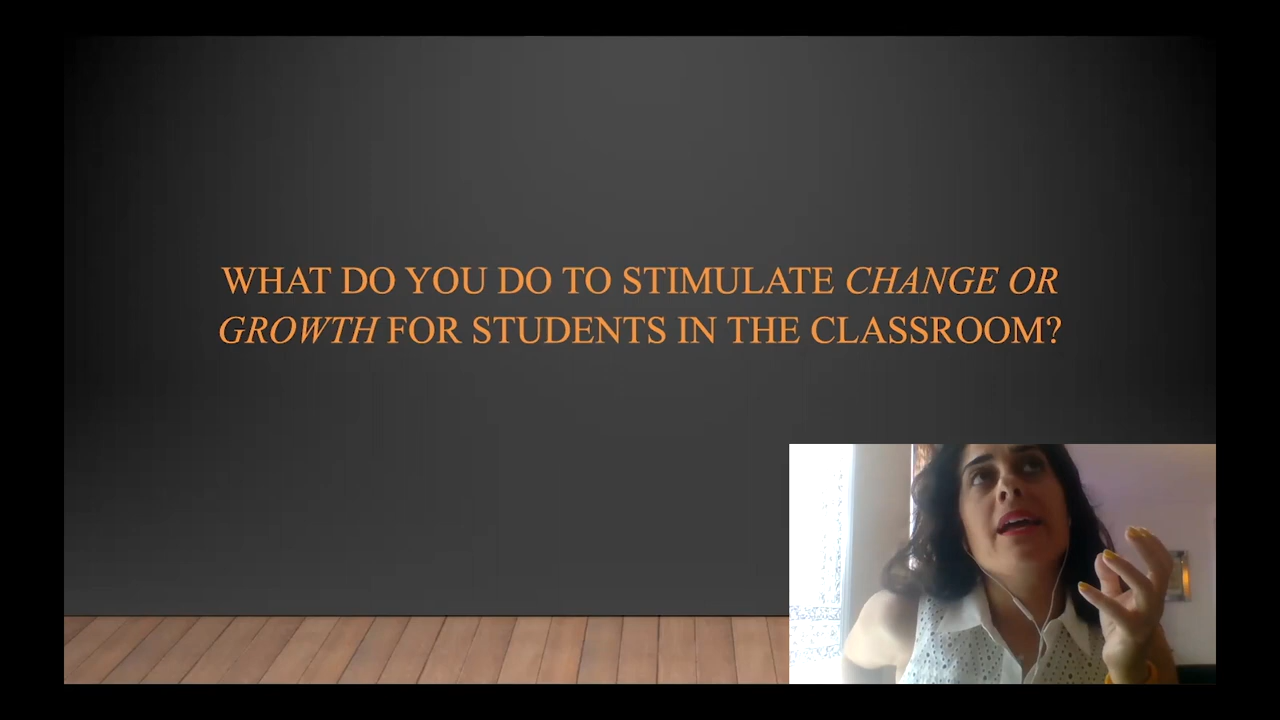 WHAT DO YOU DO TO STIMULATE CHANGE OR
GROWTH FOR STUDENTS IN THE CLASSROOM?